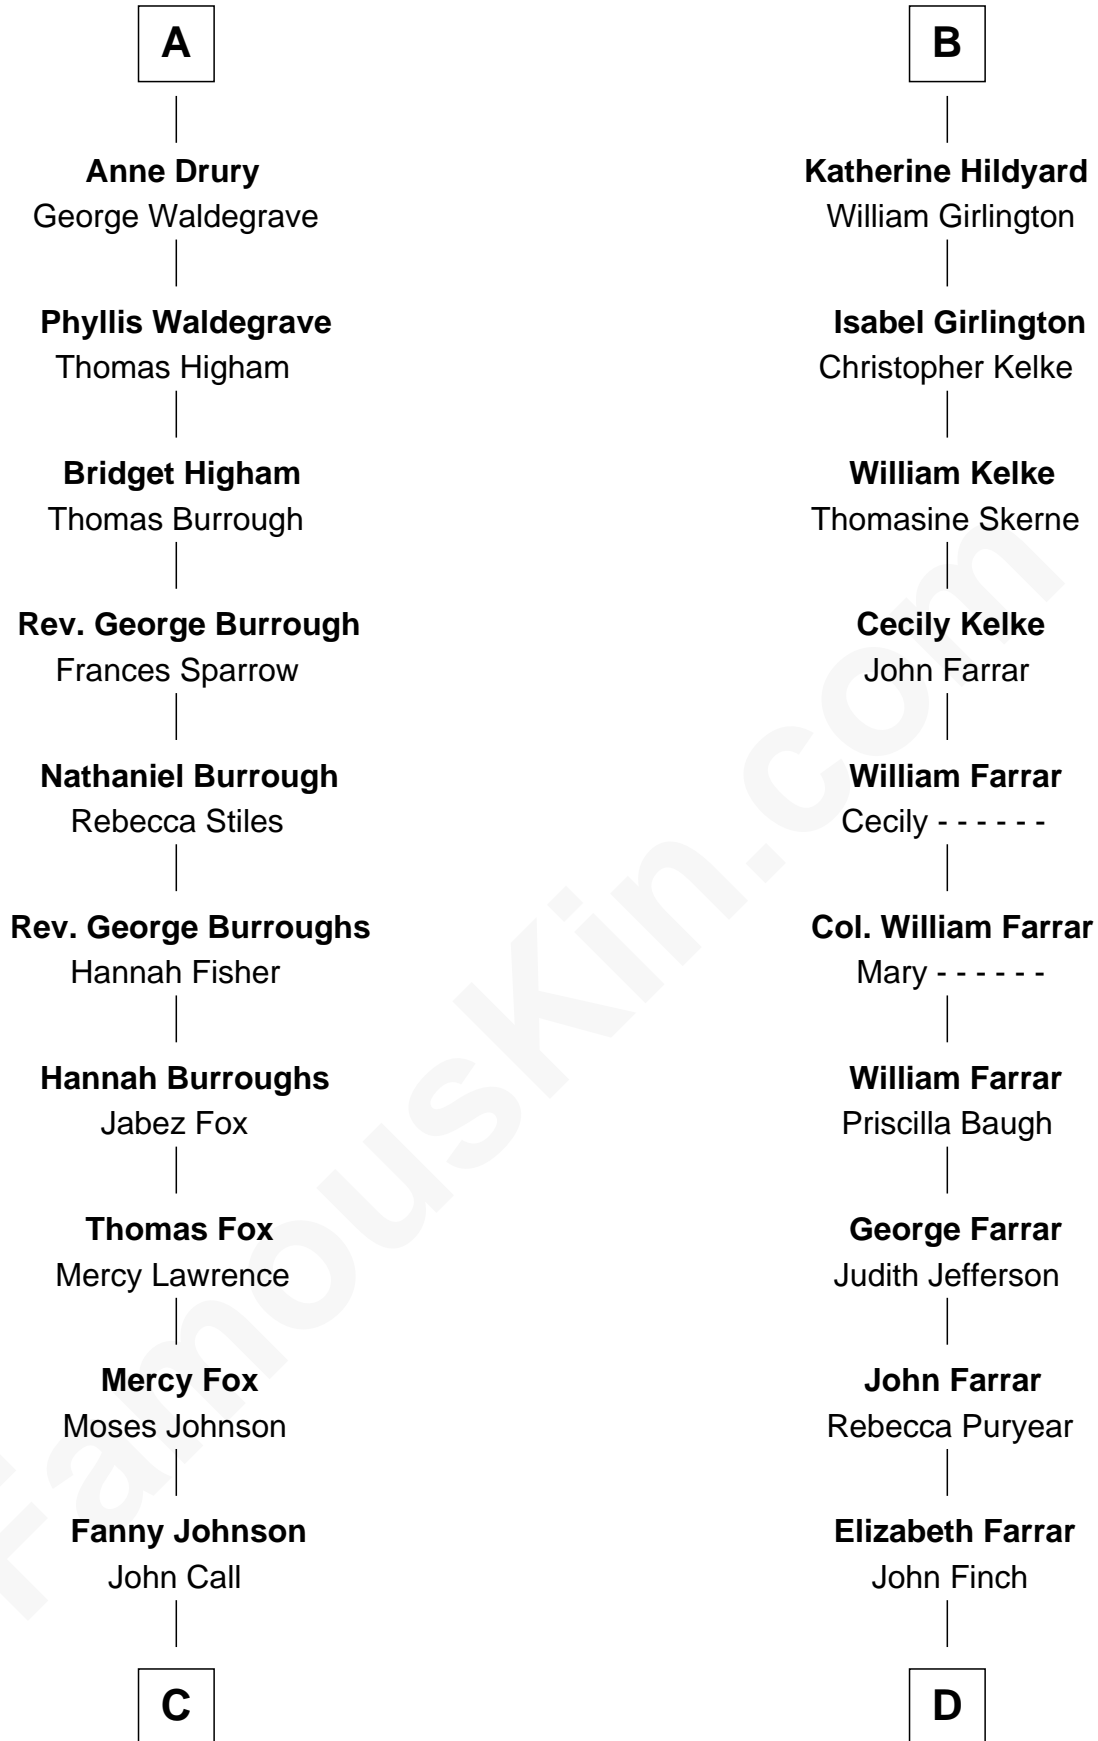 A
Anne Drury
George Waldegrave
Phyllis Waldegrave
Thomas Higham
Bridget Higham
Thomas Burrough
Rev. George Burrough
Frances Sparrow
Nathaniel Burrough
Rebecca Stiles
Rev. George Burroughs
Hannah Fisher
Hannah Burroughs
Jabez Fox
Thomas Fox
Mercy Lawrence
Mercy Fox
Moses Johnson
Fanny Johnson
John Call
C
B
Katherine Hildyard
William Girlington
Isabel Girlington
Christopher Kelke
William Kelke
Thomasine Skerne
Cecily Kelke
John Farrar
William Farrar
Cecily - - - - - -
Col. William Farrar
Mary - - - - - -
William Farrar
Priscilla Baugh
George Farrar
Judith Jefferson
John Farrar
Rebecca Puryear
Elizabeth Farrar
John Finch
D
FamousKin.com